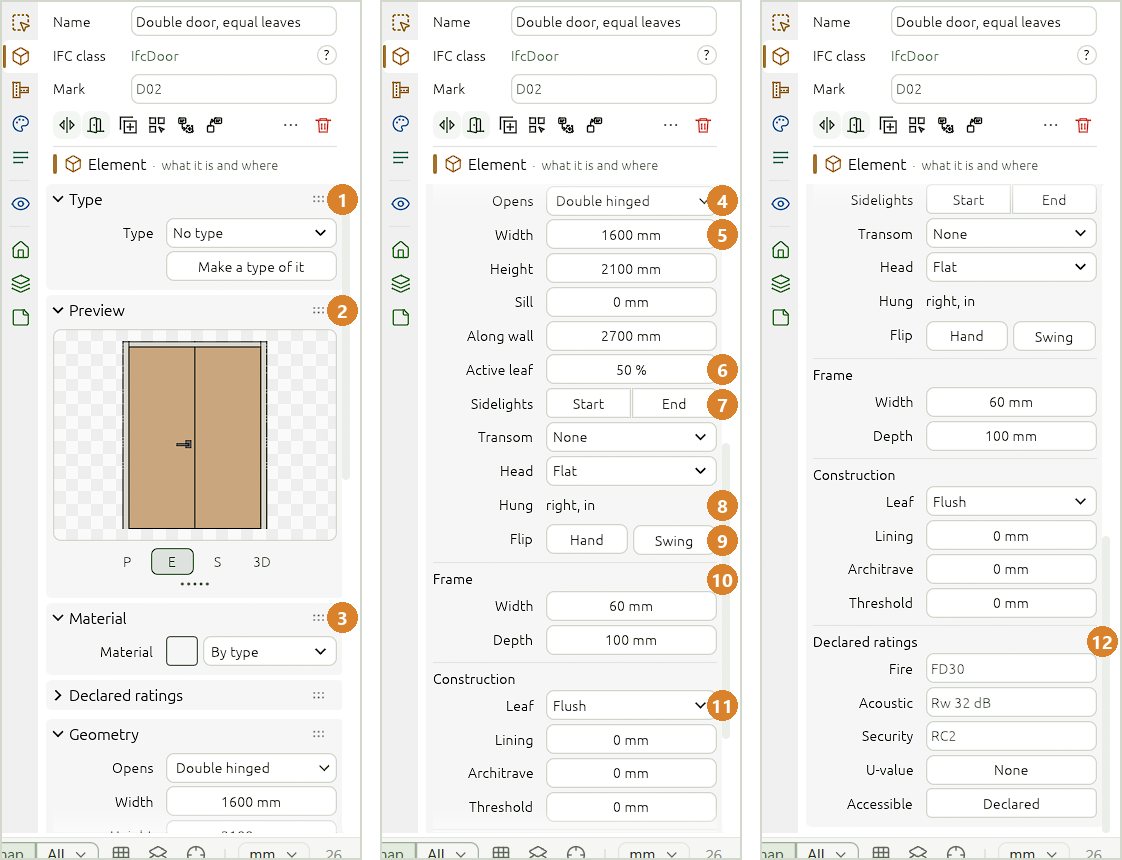 Name Double door, equal leaves
IFC class IfcDoor ?
Mark D02
Element · what it is and where
Type 1
Type No type
Make a type of it
Preview 2
P E S 3D
Material 3
Material By type
Declared ratings
Geometry
Opens Double hinged
Width 1600 mm
All mm 26
Name Double door, equal leaves
IFC class IfcDoor ?
Mark D02
Element · what it is and where
Opens Double hinged 4
Width 1600 mm 5
Height 2100 mm
Sill 0 mm
Along wall 2700 mm
Active leaf 50 % 6
Sidelights Start End 7
Transom None
Head Flat
Hung right, in 8
Flip Hand Swing 9
Frame 10
Width 60 mm
Depth 100 mm
Construction
Leaf Flush 11
Lining 0 mm
Architrave 0 mm
Threshold 0 mm
All mm 26
Name Double door, equal leaves
IFC class IfcDoor ?
Mark D02
Element · what it is and where
Sidelights Start End
Transom None
Head Flat
Hung right, in
Flip Hand Swing
Frame
Width 60 mm
Depth 100 mm
Construction
Leaf Flush
Lining 0 mm
Architrave 0 mm
Threshold 0 mm
Declared ratings 12
Fire FD30
Acoustic Rw 32 dB
Security RC2
U-value None
Accessible Declared
All mm 26